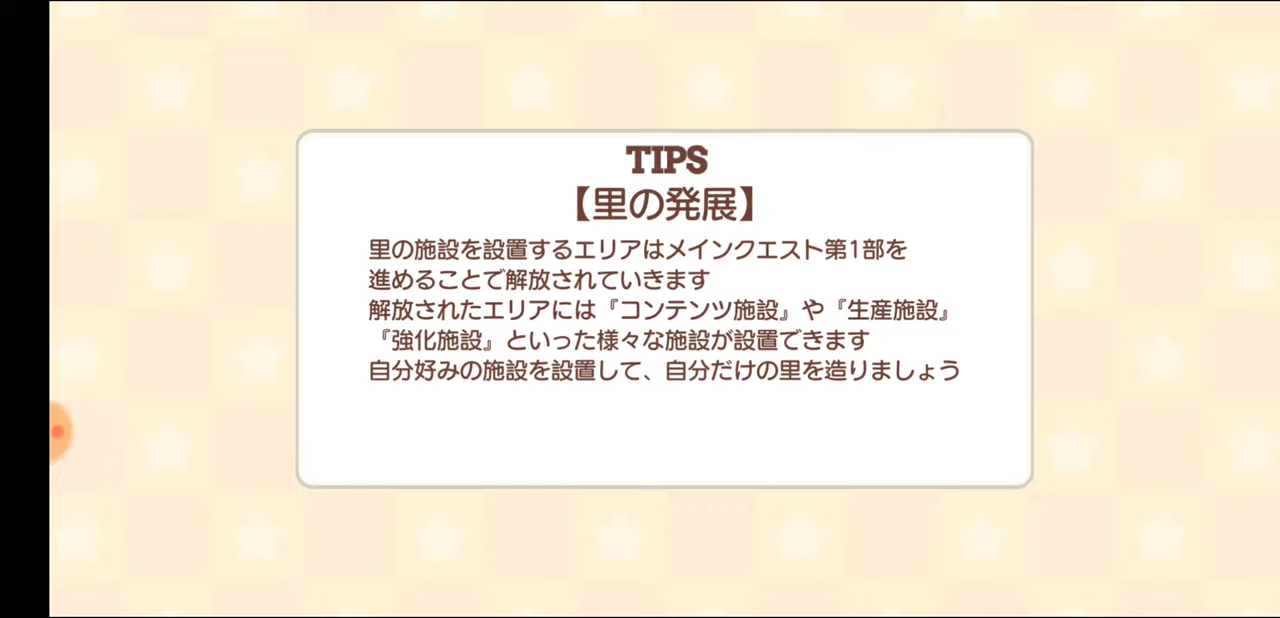 TIPS
【里の発展】
里の施設を設置するエリアはメインクエスト第1部を
進めることで解放されていきます
解放されたエリアには『コンテンツ施設』や『生産施設』
『強化施設』といった様々な施設が設置できます
自分好みの施設を設置して、自分だけの里を造りましょう